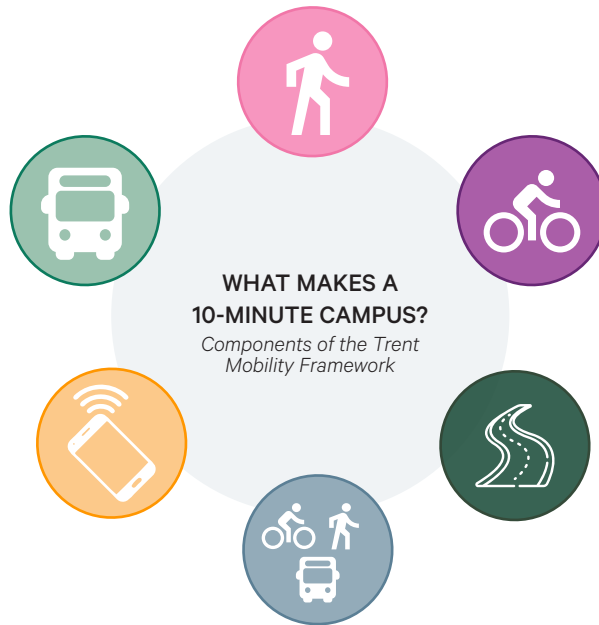 WHAT MAKES A
10-MINUTE CAMPUS?
Components of the Trent
Mobility Framework